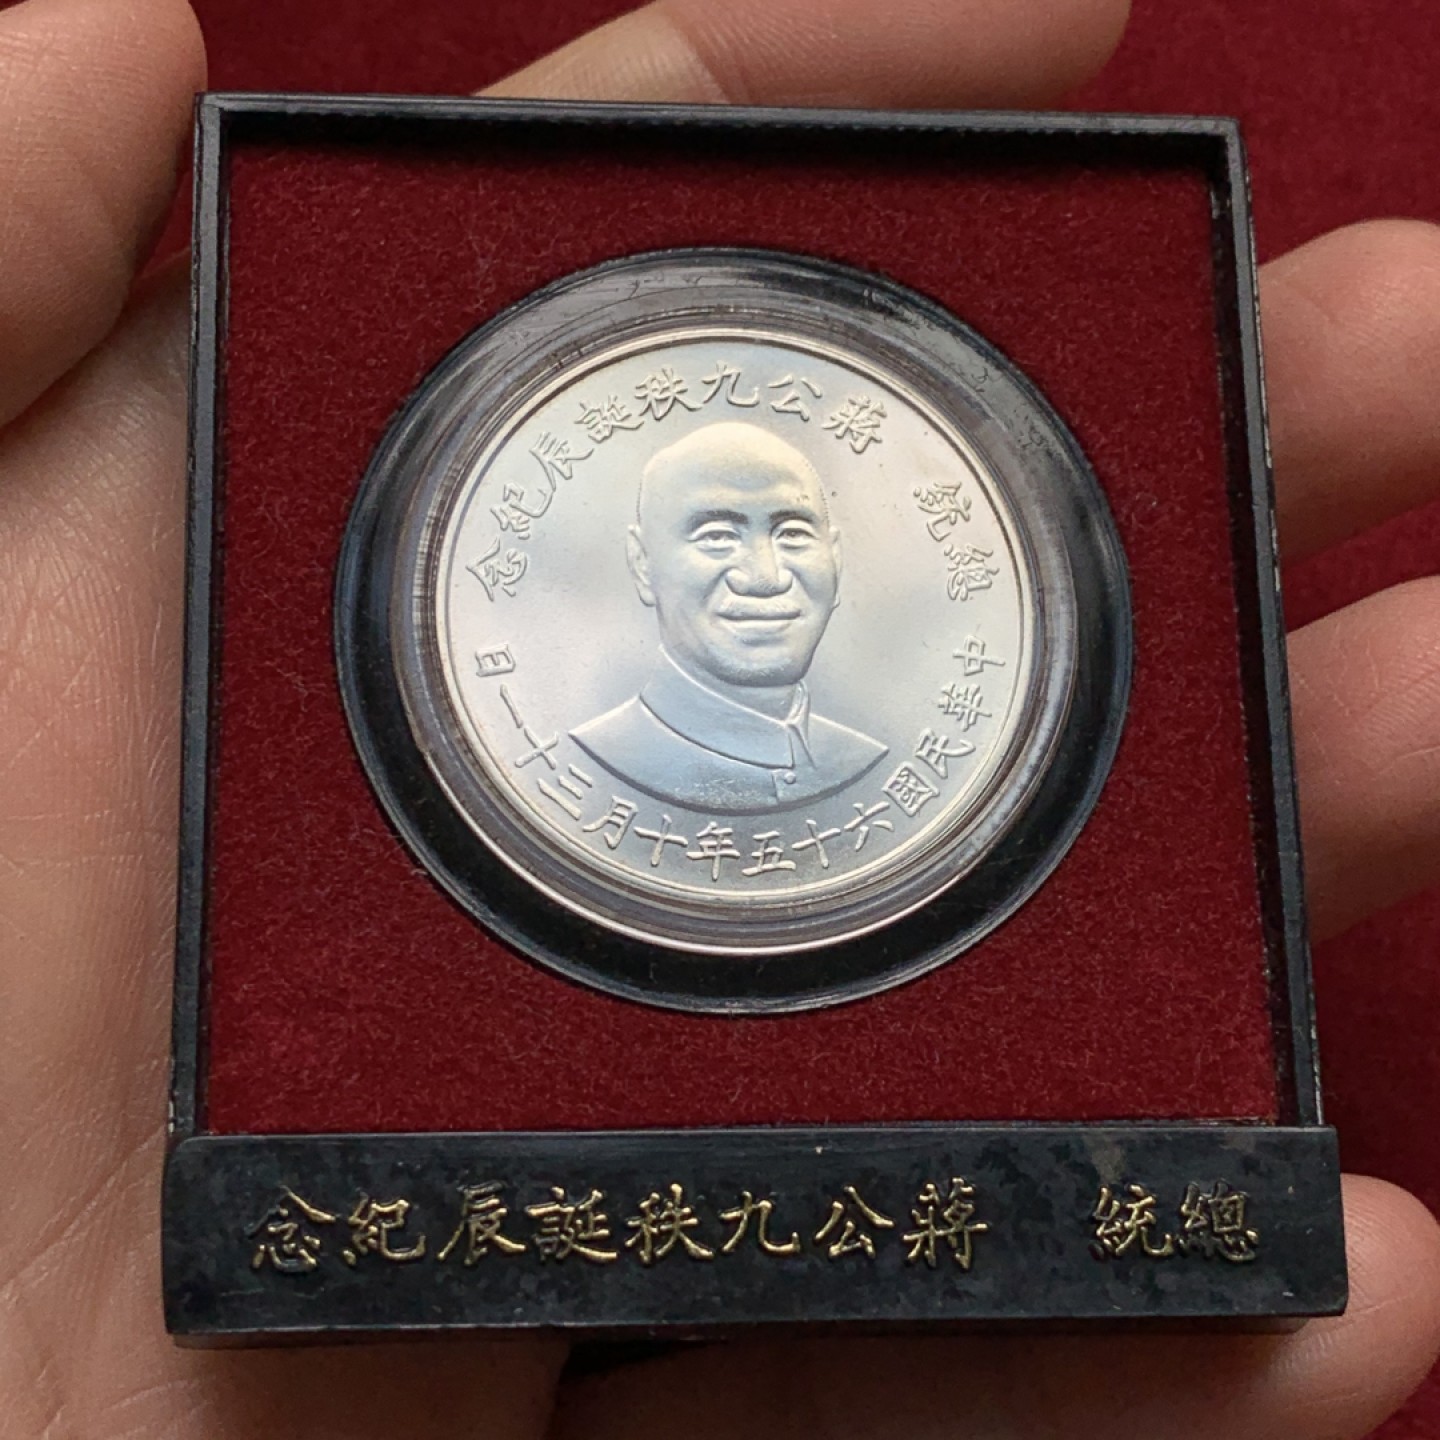 總統 蔣公九秩誕辰紀念
中華民國六十五年十月三十一日
總統 蔣公九秩誕辰紀念